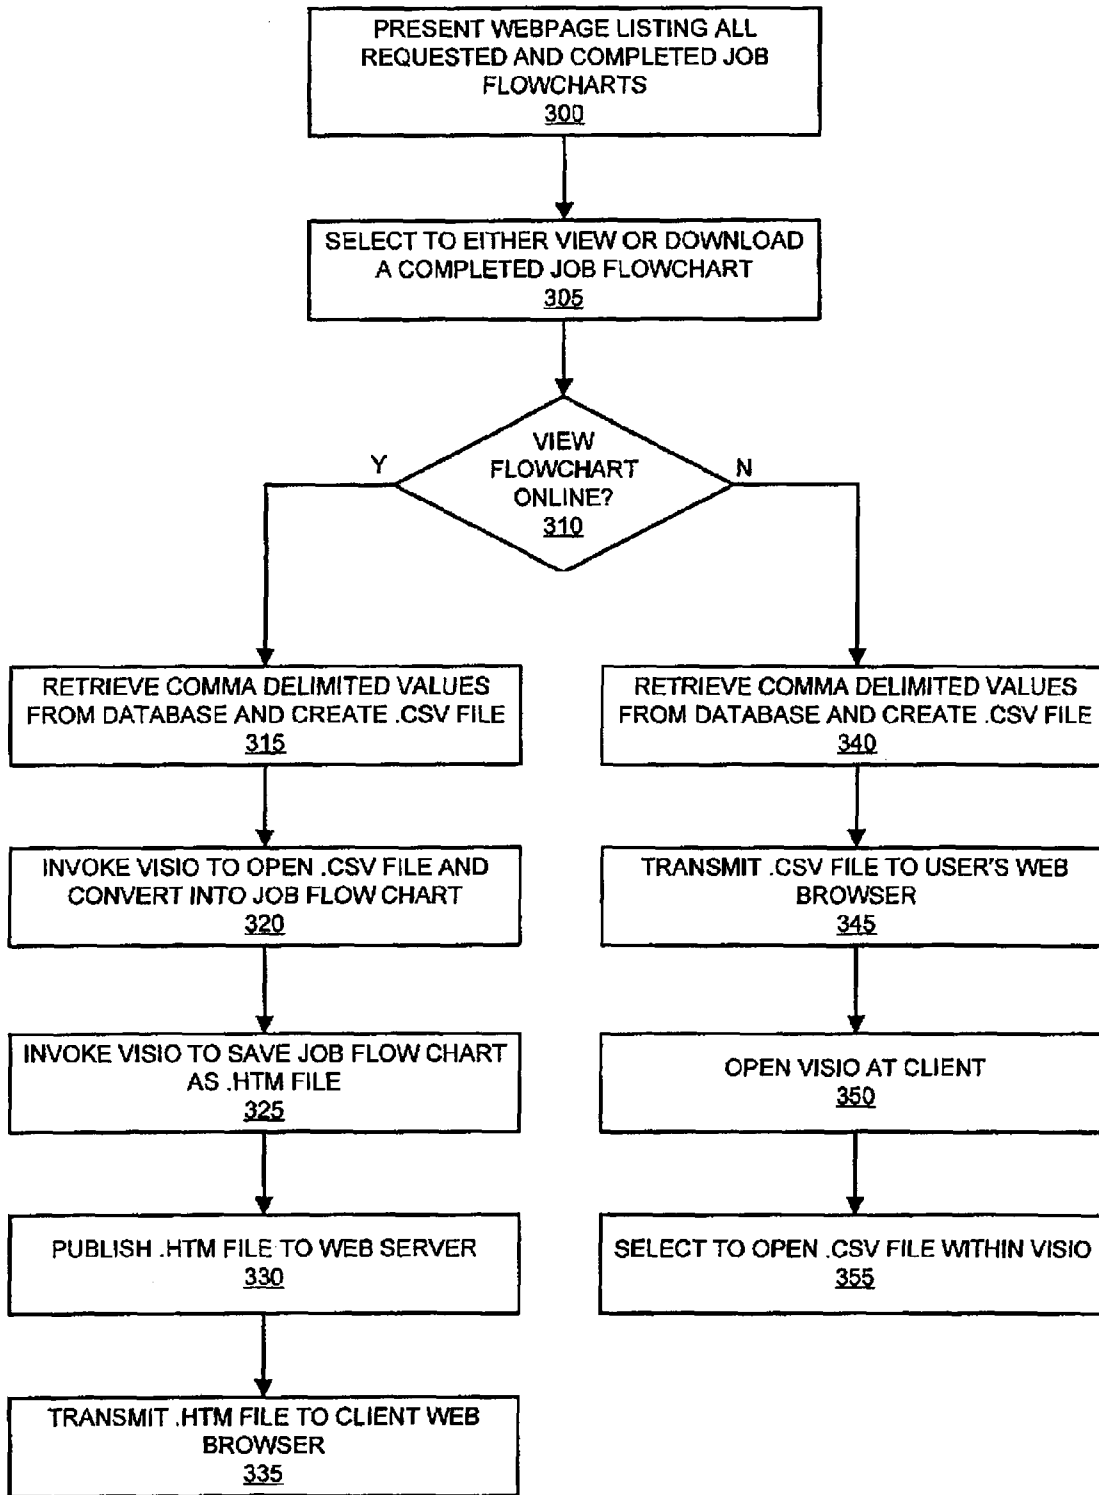 PRESENT WEBPAGE LISTING ALL
REQUESTED AND COMPLETED JOB
FLOWCHARTS
300
SELECT TO EITHER VIEW OR DOWNLOAD
A COMPLETED JOB FLOWCHART
305
VIEW
FLOWCHART
ONLINE?
310
Y
N
RETRIEVE COMMA DELIMITED VALUES
FROM DATABASE AND CREATE .CSV FILE
315
INVOKE VISIO TO OPEN .CSV FILE AND
CONVERT INTO JOB FLOW CHART
320
INVOKE VISIO TO SAVE JOB FLOW CHART
AS .HTM FILE
325
PUBLISH .HTM FILE TO WEB SERVER
330
TRANSMIT .HTM FILE TO CLIENT WEB
BROWSER
335
RETRIEVE COMMA DELIMITED VALUES
FROM DATABASE AND CREATE .CSV FILE
340
TRANSMIT .CSV FILE TO USER'S WEB
BROWSER
345
OPEN VISIO AT CLIENT
350
SELECT TO OPEN .CSV FILE WITHIN VISIO
355